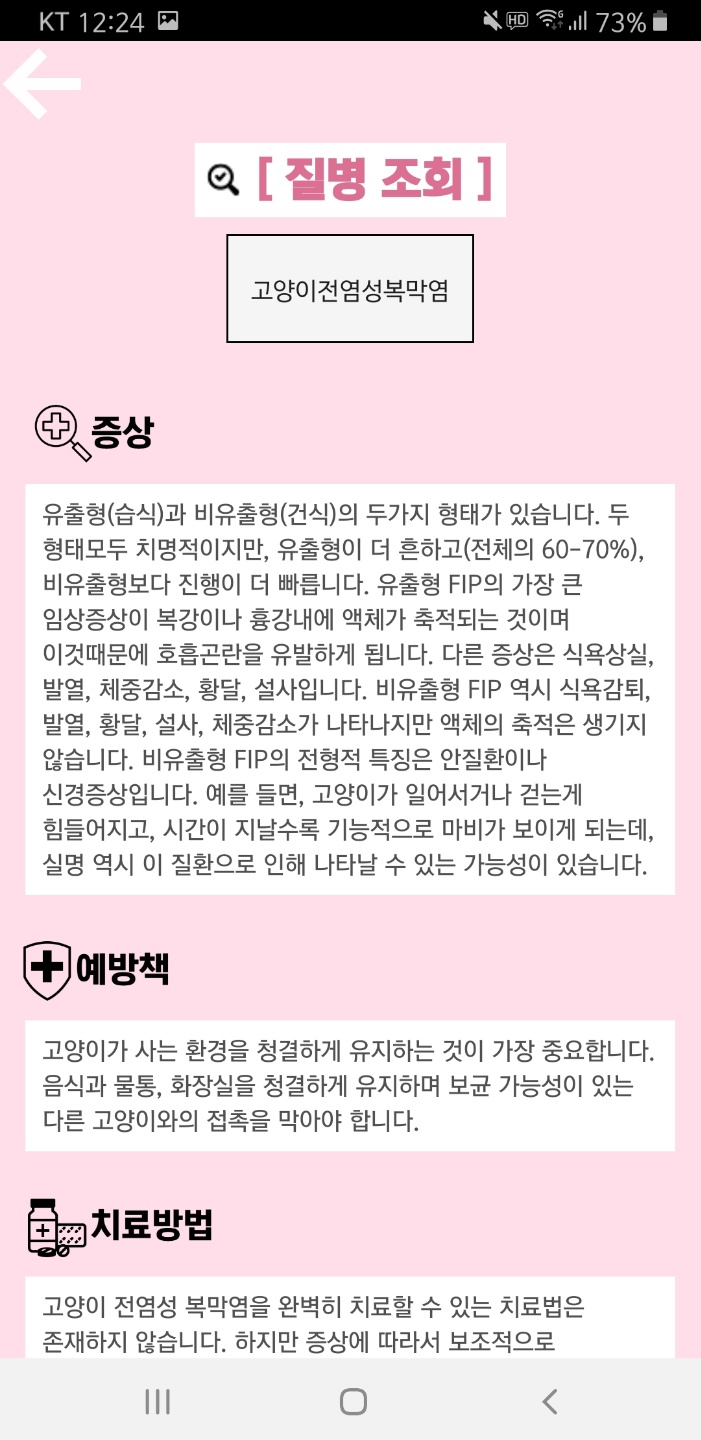 KT 12:24
HD
73%
[ 질병 조회 ]
고양이전염성복막염
증상
유출형(습식)과 비유출형(건식)의 두가지 형태가 있습니다. 두
형태모두 치명적이지만, 유출형이 더 흔하고(전체의 60-70%),
비유출형보다 진행이 더 빠릅니다. 유출형 FIP의 가장 큰
임상증상이 복강이나 흉강내에 액체가 축적되는 것이며
이것때문에 호흡곤란을 유발하게 됩니다. 다른 증상은 식욕상실,
발열, 체중감소, 황달, 설사입니다. 비유출형 FIP 역시 식욕감퇴,
발열, 황달, 설사, 체중감소가 나타나지만 액체의 축적은 생기지
않습니다. 비유출형 FIP의 전형적 특징은 안질환이나
신경증상입니다. 예를 들면, 고양이가 일어서거나 걷는게
힘들어지고, 시간이 지날수록 기능적으로 마비가 보이게 되는데,
실명 역시 이 질환으로 인해 나타날 수 있는 가능성이 있습니다.
예방책
고양이가 사는 환경을 청결하게 유지하는 것이 가장 중요합니다.
음식과 물통, 화장실을 청결하게 유지하며 보균 가능성이 있는
다른 고양이와의 접촉을 막아야 합니다.
치료방법
고양이 전염성 복막염을 완벽히 치료할 수 있는 치료법은
존재하지 않습니다. 하지만 증상에 따라서 보조적으로